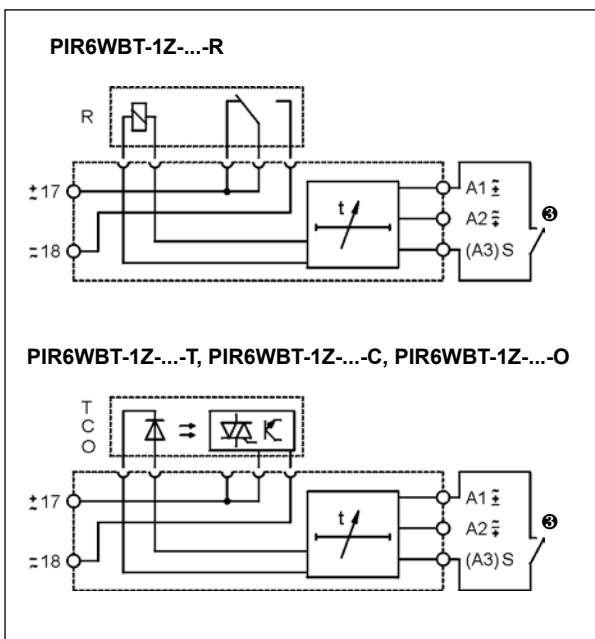 PIR6WBT-1Z-...-R
R
17
18
t
A1
A2
(A3) S
❸
PIR6WBT-1Z-...-T, PIR6WBT-1Z-...-C, PIR6WBT-1Z-...-O
T
C
O
17
18
t
A1
A2
(A3) S
❸